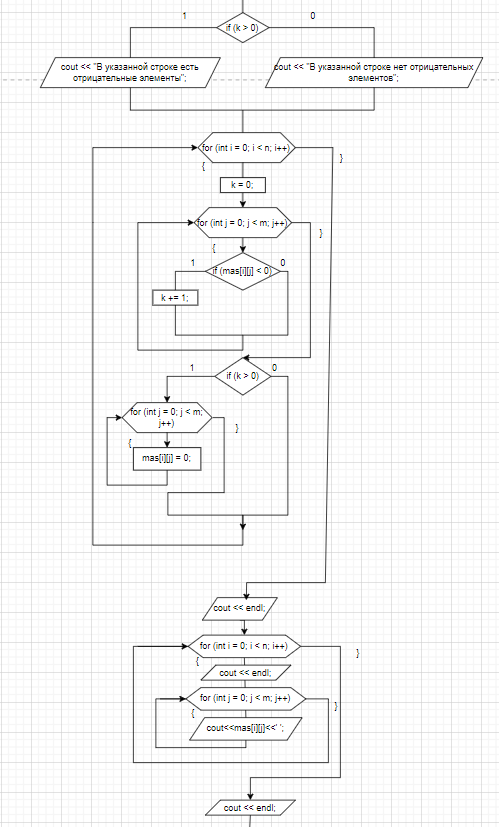 1
0
if (k > 0)
cout << "В указанной строке есть
отрицательные элементы";
cout << "В указанной строке нет отрицательных
элементов";
for (int i = 0; i < n; i++)
}
{
k = 0;
for (int j = 0; j < m; j++)
}
{
1
0
if (mas[i][j] < 0)
k += 1;
1
0
if (k > 0)
for (int j = 0; j < m;
j++)
}
{
mas[i][j] = 0;
cout << endl;
for (int i = 0; i < n; i++)
}
{
cout << endl;
for (int j = 0; j < m; j++)
}
{
cout<<mas[i][j]<<' ';
cout << endl;